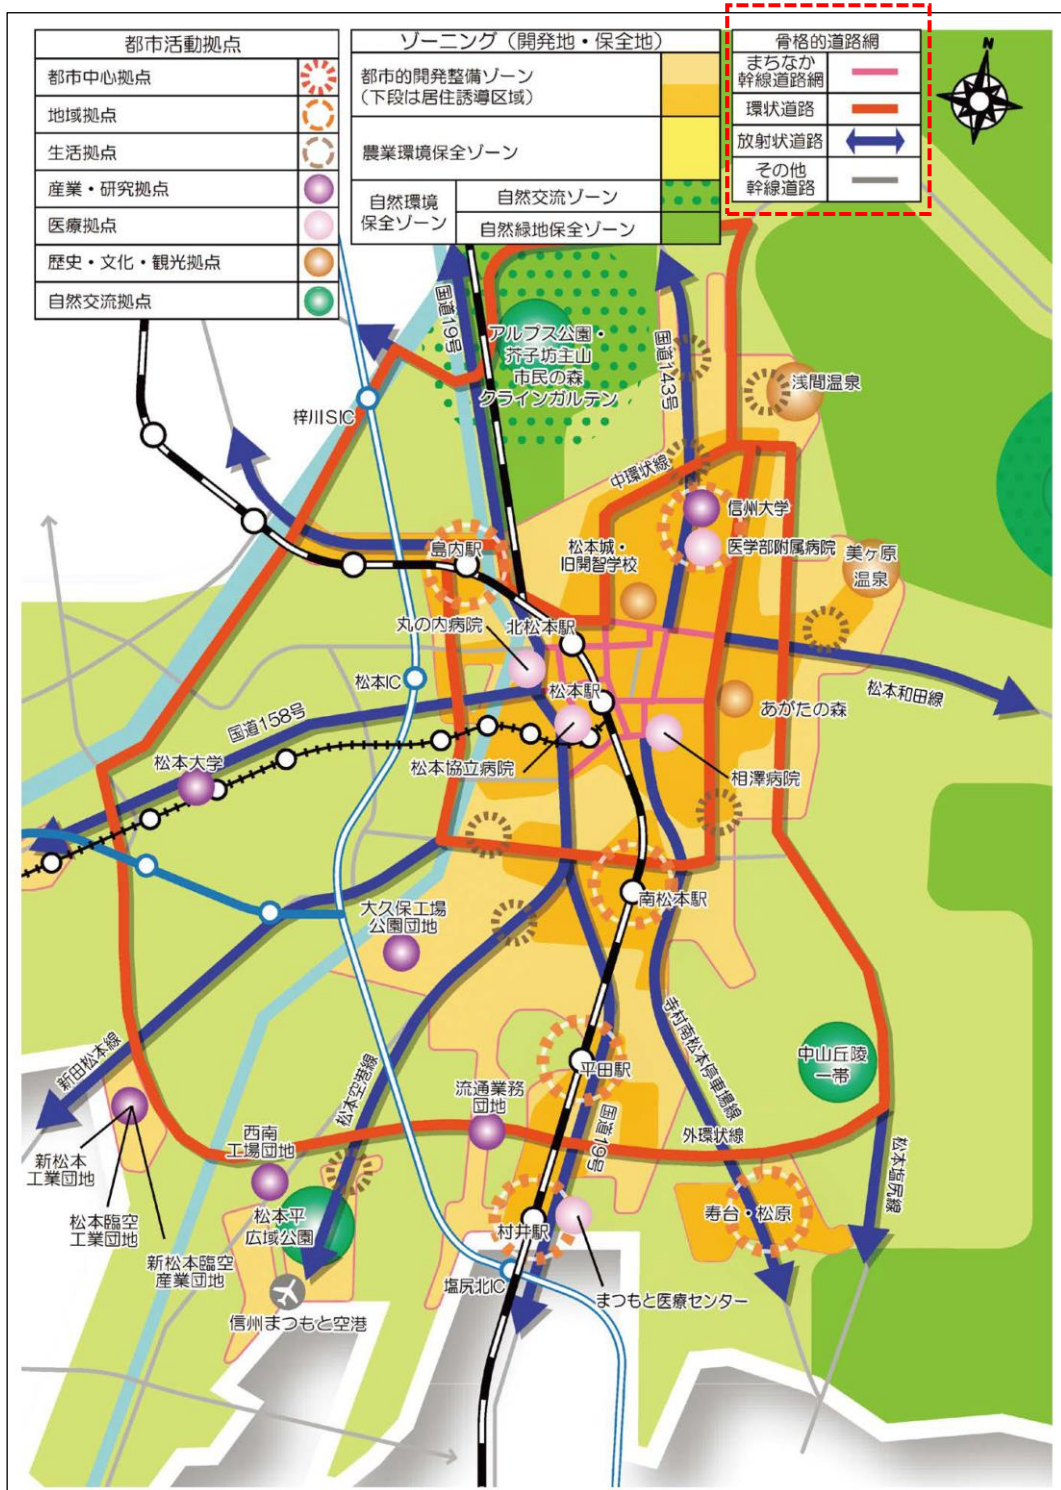 都市活動拠点
都市中心拠点
地域拠点
生活拠点
産業・研究拠点
医療拠点
歴史・文化・観光拠点
自然交流拠点
ゾーニング（開発地・保全地）
都市的開発整備ゾーン
（下段は居住誘導区域）
農業環境保全ゾーン
自然環境
保全ゾーン
自然交流ゾーン
自然緑地保全ゾーン
骨格的道路網
まちなか
幹線道路網
環状道路
放射状道路
その他
幹線道路
N
国道19号
アルプス公園・
芥子坊主山
市民の森
クラインガルテン
国道143号
浅間温泉
梓川SIC
中環状線
信州大学
医学部附属病院
島内駅
松本城・
旧開智学校
美ヶ原
温泉
丸の内病院
北松本駅
松本IC
松本駅
松本和田線
あがたの森
国道158号
松本大学
松本協立病院
相澤病院
南松本駅
大久保工場
公園団地
新田松本線
松本空港線
寺村南松本停車場線
中山丘陵
一帯
平田駅
流通業務
団地
国道19号
外環状線
松本塩尻線
西南
工場団地
新松本
工業団地
松本臨空
工業団地
新松本臨空
産業団地
松本平
広域公園
村井駅
寿台・松原
塩尻北IC
まつもと医療センター
信州まつもと空港